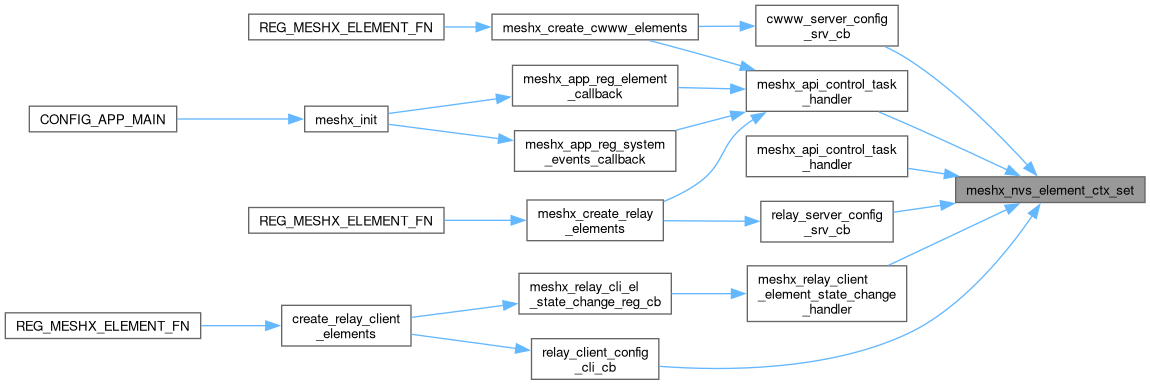 REG_MESHX_ELEMENT_FN
meshx_create_cwww_elements
cwww_server_config
_srv_cb
meshx_app_reg_element
_callback
meshx_api_control_task
_handler
CONFIG_APP_MAIN
meshx_init
meshx_app_reg_system
_events_callback
meshx_api_control_task
_handler
meshx_nvs_element_ctx_set
REG_MESHX_ELEMENT_FN
meshx_create_relay
_elements
relay_server_config
_srv_cb
meshx_relay_cli_el
_state_change_reg_cb
meshx_relay_client
_element_state_change
_handler
REG_MESHX_ELEMENT_FN
create_relay_client
_elements
relay_client_config
_cli_cb